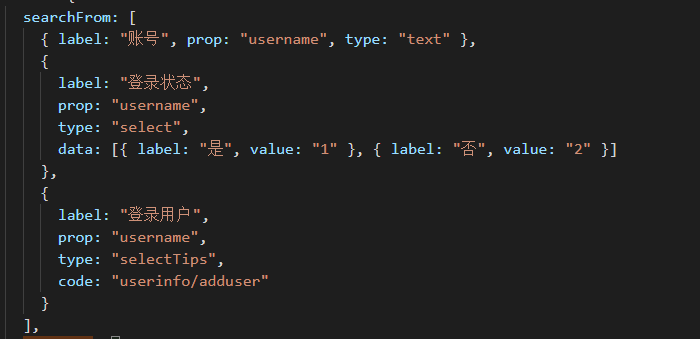 searchFrom: [
{ label: "账号", prop: "username", type: "text" },
{
label: "登录状态",
prop: "username",
type: "select",
data: [{ label: "是", value: "1" }, { label: "否", value: "2" }]
},
{
label: "登录用户",
prop: "username",
type: "selectTips",
code: "userinfo/adduser"
}
],